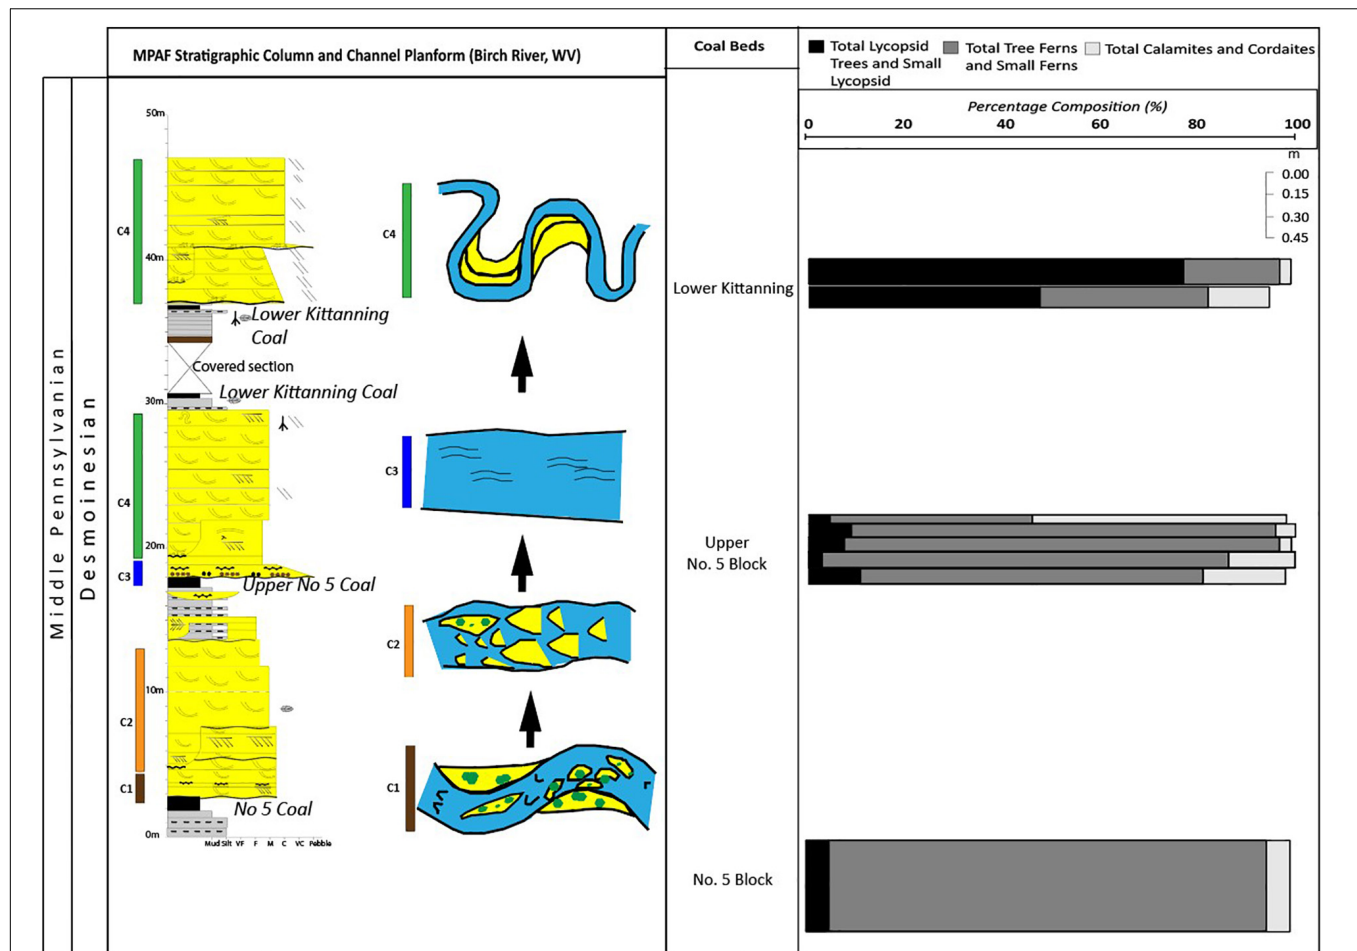 MPAF Stratigraphic Column and Channel Planform (Birch River, WV)
Coal Beds
Total Lycopsid
Trees and Small
Lycopsid
Total Tree Ferns
and Small Ferns
Total Calamites and Cordaites
Percentage Composition (%)
0 20 40 60 80 100
m
0.00
0.15
0.30
0.45
Middle Pennsylvanian
Desmoinesian
50m
C4
40m
Lower Kittanning
Coal
Covered section
Lower Kittanning Coal
30m
C4
20m
C3
Upper No 5 Coal
10m
C2
C1
No 5 Coal
0m
Mud Silt VF F M C VC Pebble
C4
C3
C2
C1
Lower Kittanning
Upper
No. 5 Block
No. 5 Block